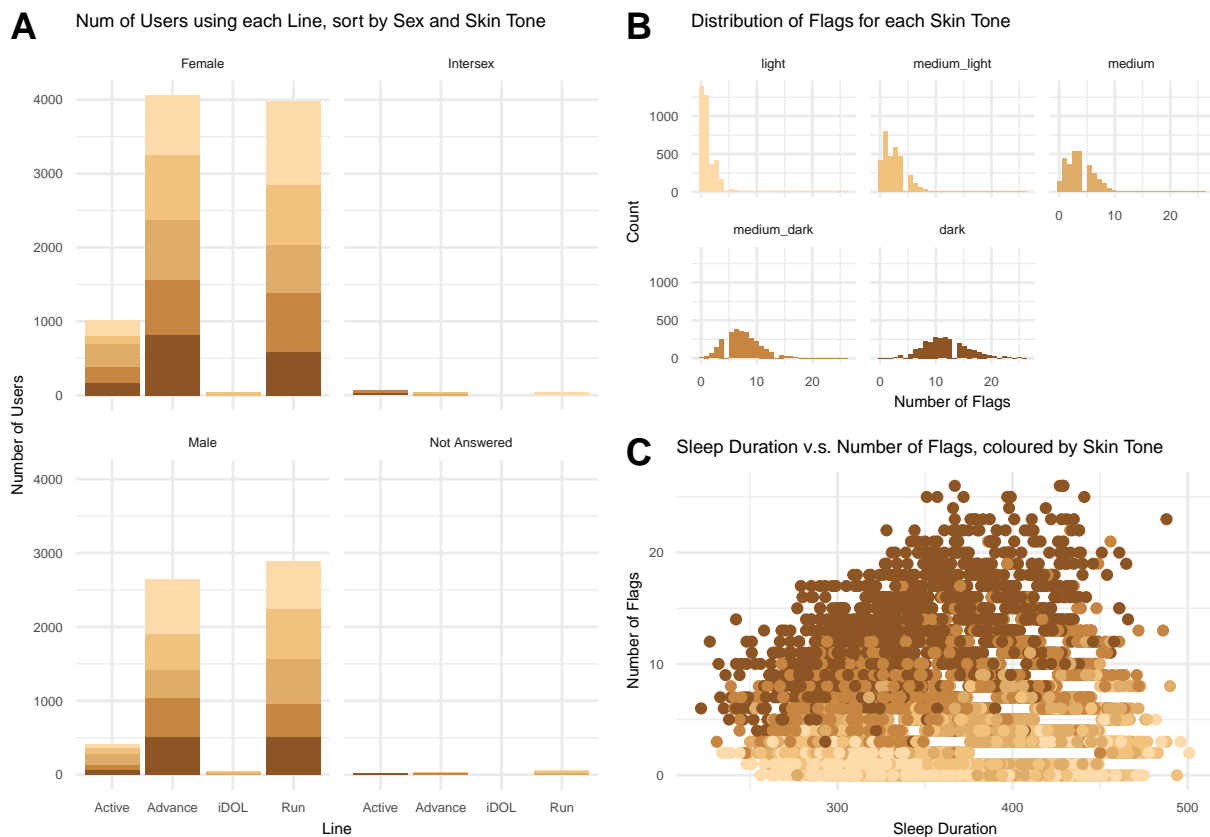 A
Num of Users using each Line, sort by Sex and Skin Tone
Female
Intersex
4000
3000
2000
1000
0
Male
Not Answered
4000
3000
2000
1000
0
Number of Users
Active
Advance
iDOL
Run
Active
Advance
iDOL
Run
Line
B
Distribution of Flags for each Skin Tone
light
medium_light
medium
1000
500
0
medium_dark
dark
1000
500
0
Count
0
10
20
0
10
20
0
10
20
Number of Flags
C
Sleep Duration v.s. Number of Flags, coloured by Skin Tone
20
10
0
Number of Flags
300
400
500
Sleep Duration